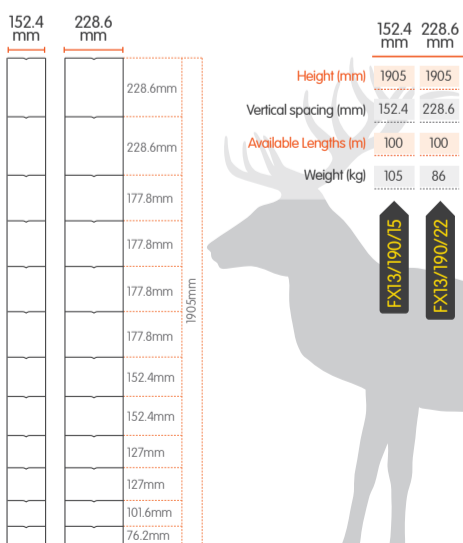 152.4
mm
228.6
mm
228.6mm
228.6mm
177.8mm
177.8mm
177.8mm
177.8mm
152.4mm
152.4mm
127mm
127mm
101.6mm
76.2mm
1905mm
152.4 228.6
mm mm
Height (mm) 1905 1905
Vertical spacing (mm) 152.4 228.6
Available Lengths (m) 100 100
Weight (kg) 105 86
FX13/190/15
FX13/190/22